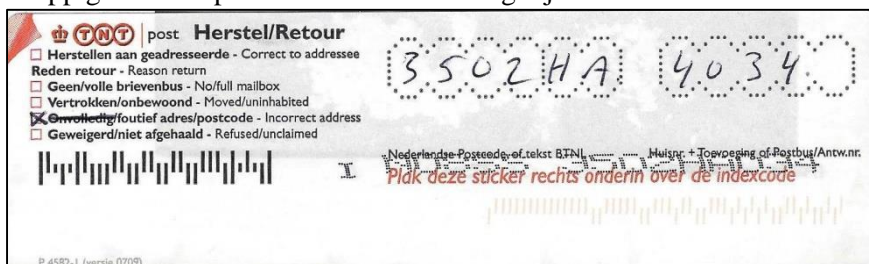 TNT post Herstel/Retour
Herstellen aan geadresseerde - Correct to addressee
Reden retour - Reason return
Geen/volle brievenbus - No/full mailbox
Vertrokken/onbewoond - Moved/uninhabited
Onvolledig/foutief adres/postcode - Incorrect address
Geweigerd/niet afgehaald - Refused/unclaimed
3502HA 4034
Nederlandse Postcode of tekst BTNL Huisnr. + Toevoeging of Postbus/Antw.nr.
Plak deze sticker rechts onderin over de indexcode
P 4592-1 (versie 0709)